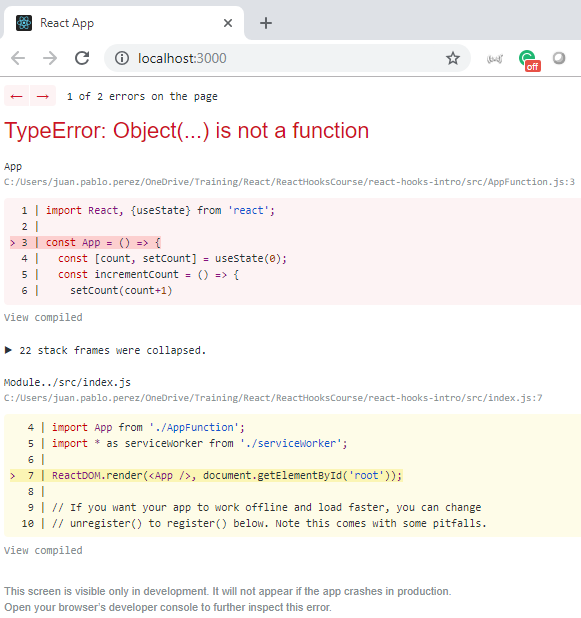 React App
localhost:3000
off
1 of 2 errors on the page
TypeError: Object(...) is not a function
App
C:/Users/juan.pablo.perez/OneDrive/Training/React/ReactHooksCourse/react-hooks-intro/src/AppFunction.js:3
1 | import React, {useState} from 'react';
2 |
> 3 | const App = () => {
4 |   const [count, setCount] = useState(0);
5 |   const incrementCount = () => {
6 |     setCount(count+1)
View compiled
▶ 22 stack frames were collapsed.
Module../src/index.js
C:/Users/juan.pablo.perez/OneDrive/Training/React/ReactHooksCourse/react-hooks-intro/src/index.js:7
4 | import App from './AppFunction';
5 | import * as serviceWorker from './serviceWorker';
6 |
> 7 | ReactDOM.render(<App />, document.getElementById('root'));
8 |
9 | // If you want your app to work offline and load faster, you can change
10 | // unregister() to register() below. Note this comes with some pitfalls.
View compiled
This screen is visible only in development. It will not appear if the app crashes in production.
Open your browser's developer console to further inspect this error.